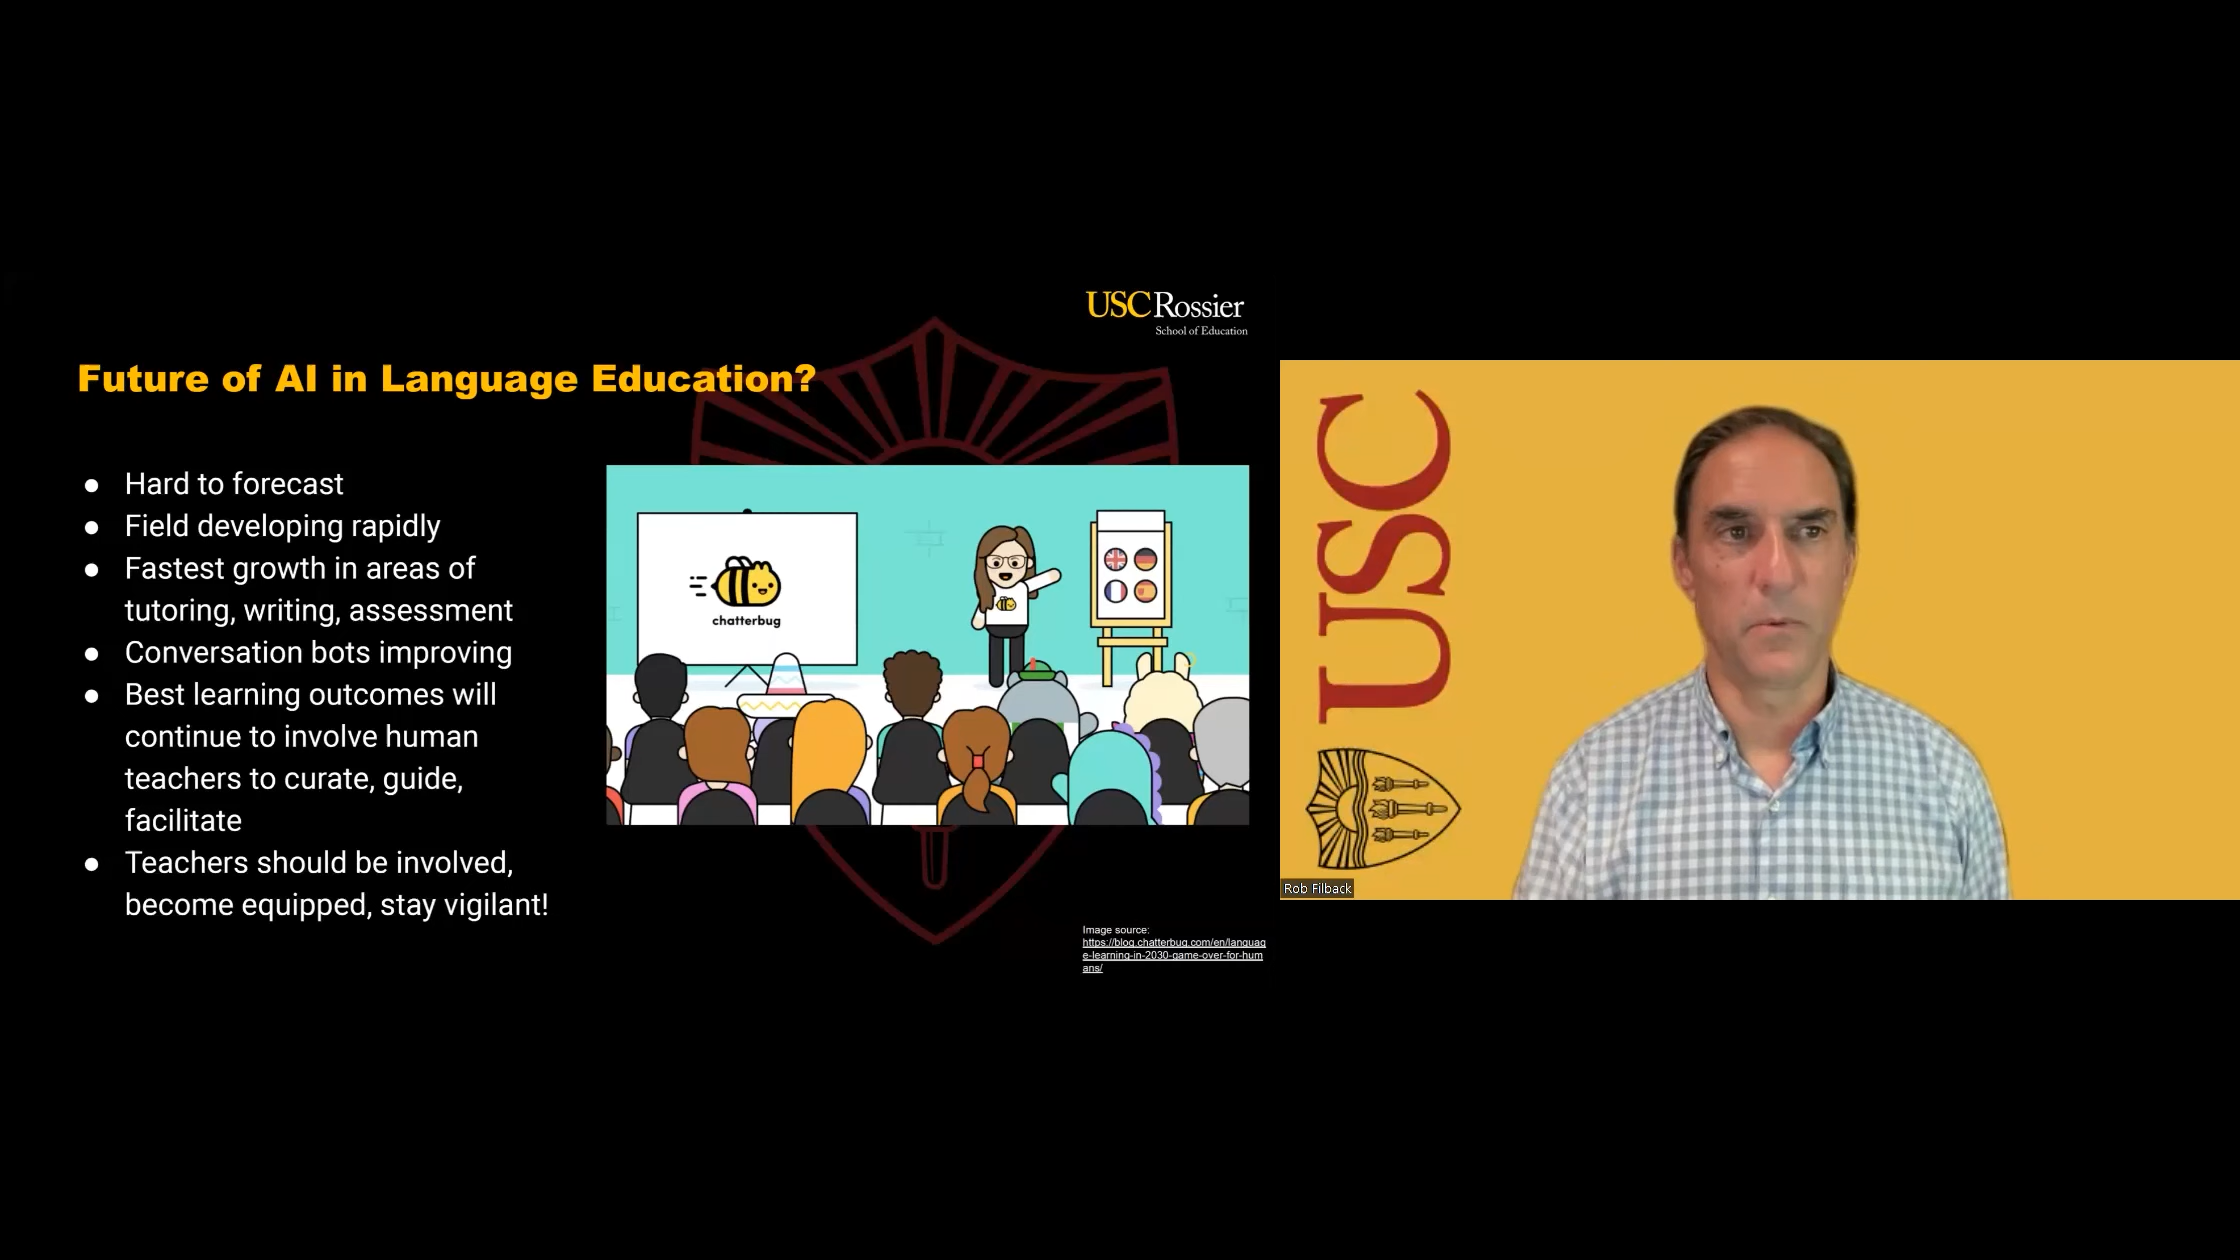 USC Rossier
School of Education
Future of AI in Language Education?
● Hard to forecast
● Field developing rapidly
● Fastest growth in areas of
tutoring, writing, assessment
● Conversation bots improving
● Best learning outcomes will
continue to involve human
teachers to curate, guide,
facilitate
● Teachers should be involved,
become equipped, stay vigilant!
chatterbug
Image source:
https://blog.chatterbug.com/en/languag
e-learning-in-2030-game-over-for-hum
ans/
USC
Rob Filback